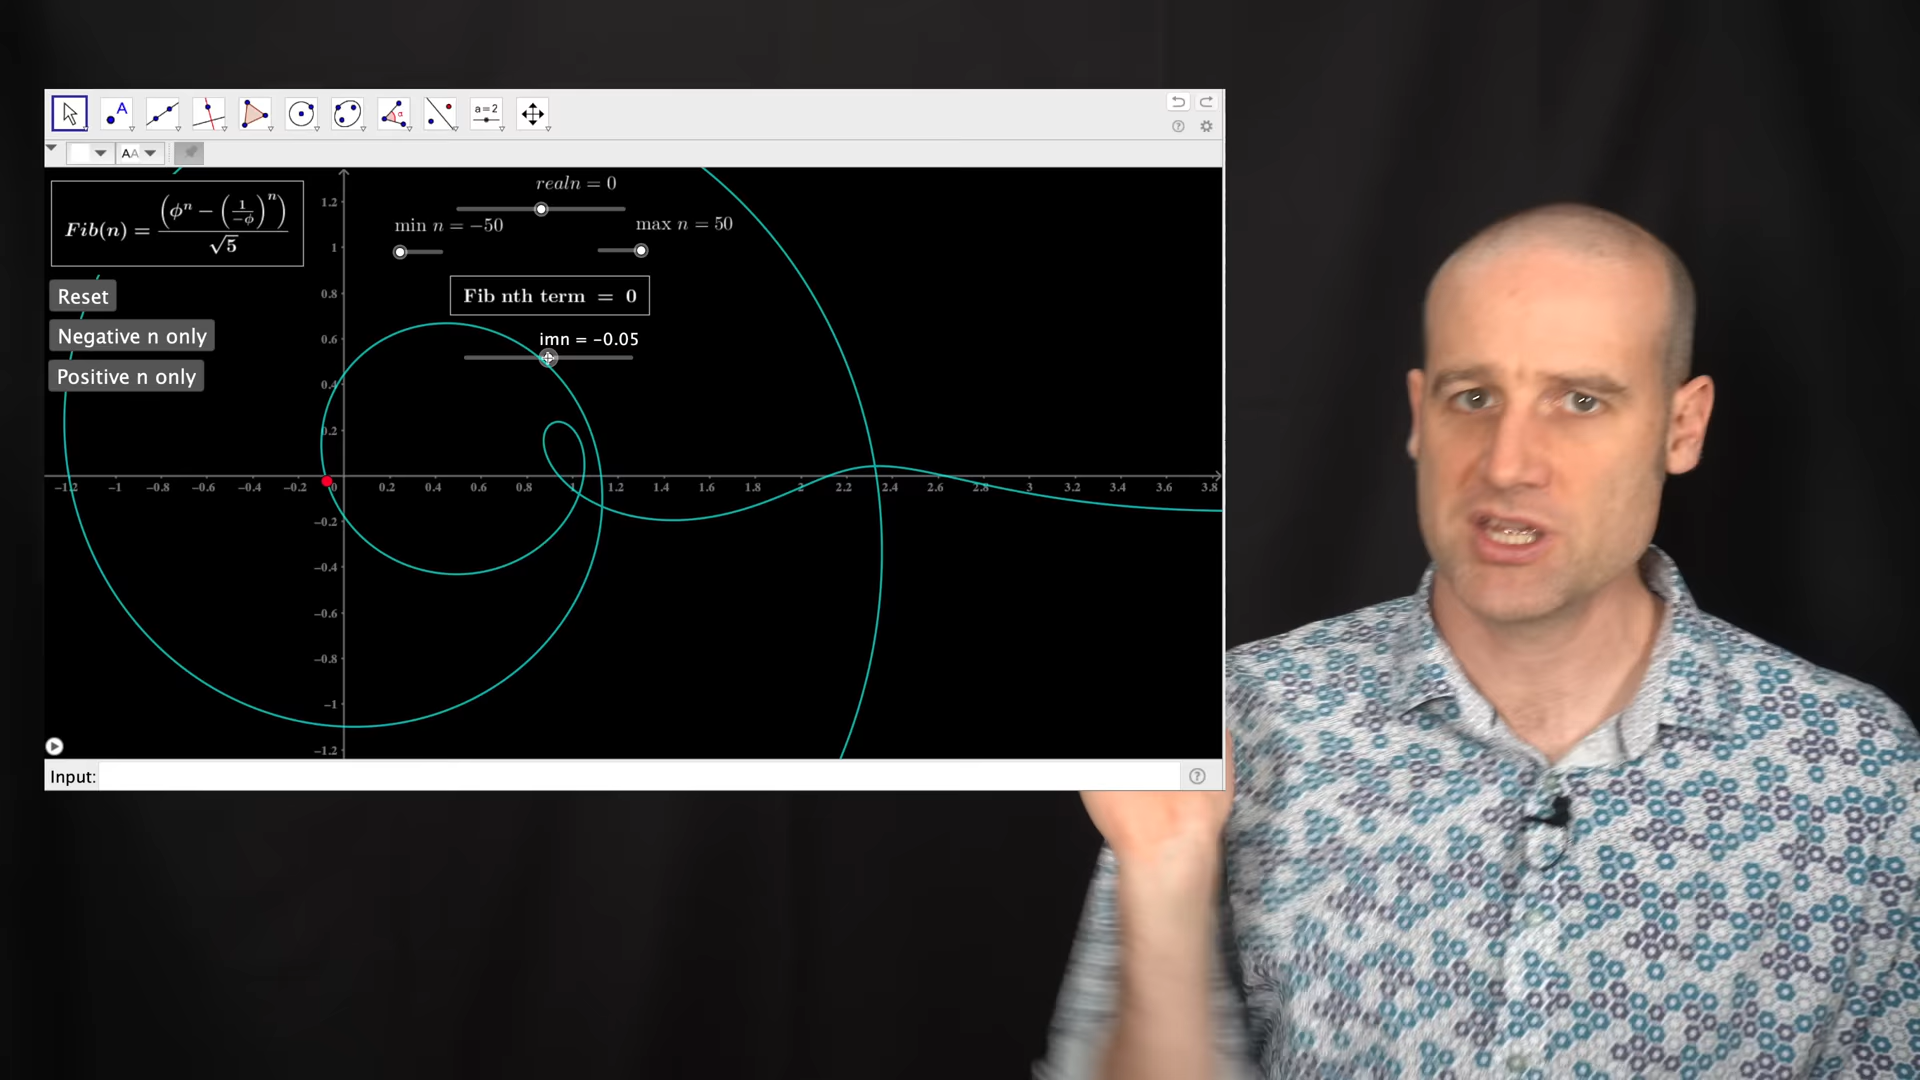 A
α
a=2
AA
realn = 0
min n = −50
max n = 50
Fib(n) = (ϕ^n − (1/−ϕ)^n)/√5
Reset
Negative n only
Positive n only
Fib nth term = 0
imn = −0.05
1.2
1
0.8
0.6
0.4
0.2
−1.2 −1 −0.8 −0.6 −0.4 −0.2 0 0.2 0.4 0.6 0.8 1 1.2 1.4 1.6 1.8 2 2.2 2.4 2.6 2.8 3 3.2 3.4 3.6 3.8
−0.2
−0.4
−0.6
−0.8
−1
−1.2
Input: